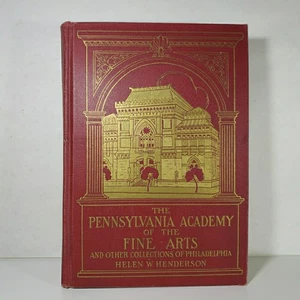 THE
PENNSYLVANIA ACADEMY
OF THE
FINE ARTS
AND OTHER COLLECTIONS OF PHILADELPHIA
HELEN W. HENDERSON